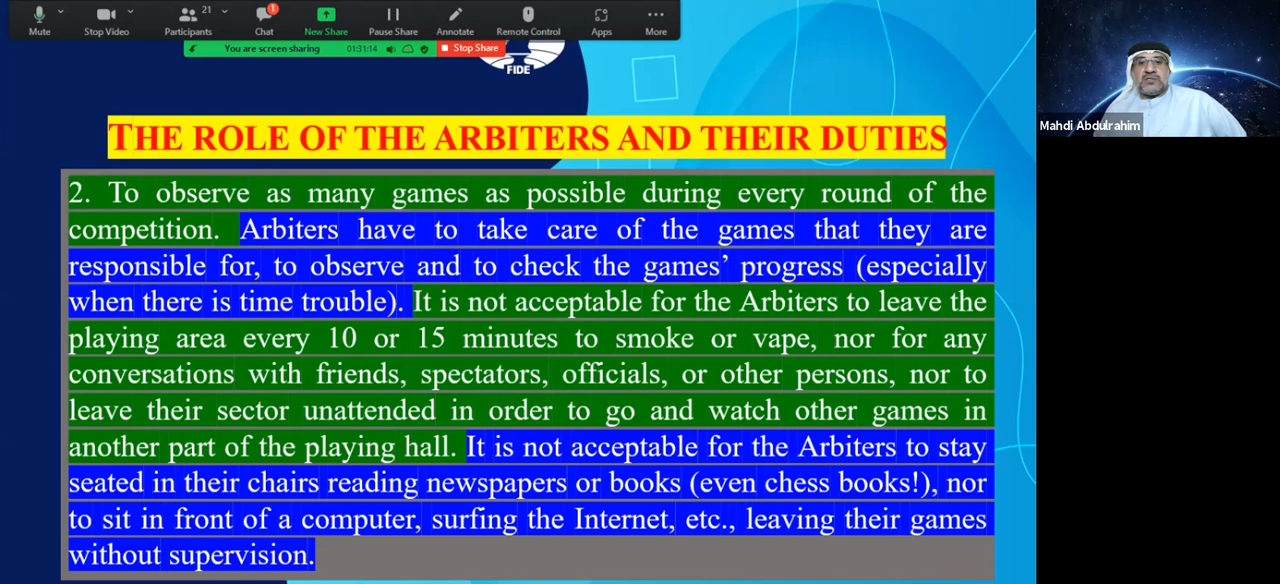 21
1
Mute
Stop Video
Participants
Chat
New Share
Pause Share
Annotate
Remote Control
Apps
More
You are screen sharing
01:31:14
Stop Share
FIDE
THE ROLE OF THE ARBITERS AND THEIR DUTIES
Mahdi Abdulrahim
2. To observe as many games as possible during every round of the
competition. Arbiters have to take care of the games that they are
responsible for, to observe and to check the games’ progress (especially
when there is time trouble). It is not acceptable for the Arbiters to leave the
playing area every 10 or 15 minutes to smoke or vape, nor for any
conversations with friends, spectators, officials, or other persons, nor to
leave their sector unattended in order to go and watch other games in
another part of the playing hall. It is not acceptable for the Arbiters to stay
seated in their chairs reading newspapers or books (even chess books!), nor
to sit in front of a computer, surfing the Internet, etc., leaving their games
without supervision.